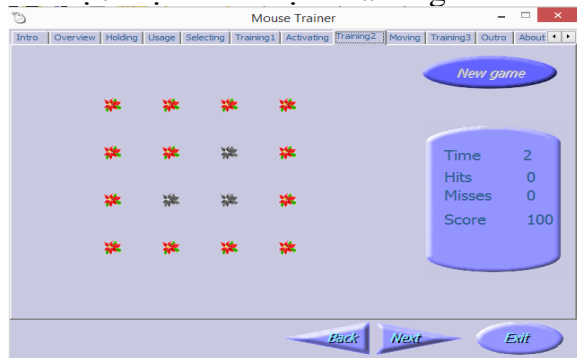 Mouse Trainer
Intro Overview Holding Usage Selecting Training1 Activating Training2 Moving Training3 Outro About
New game
Time 2
Hits 0
Misses 0
Score 100
Back Next Exit